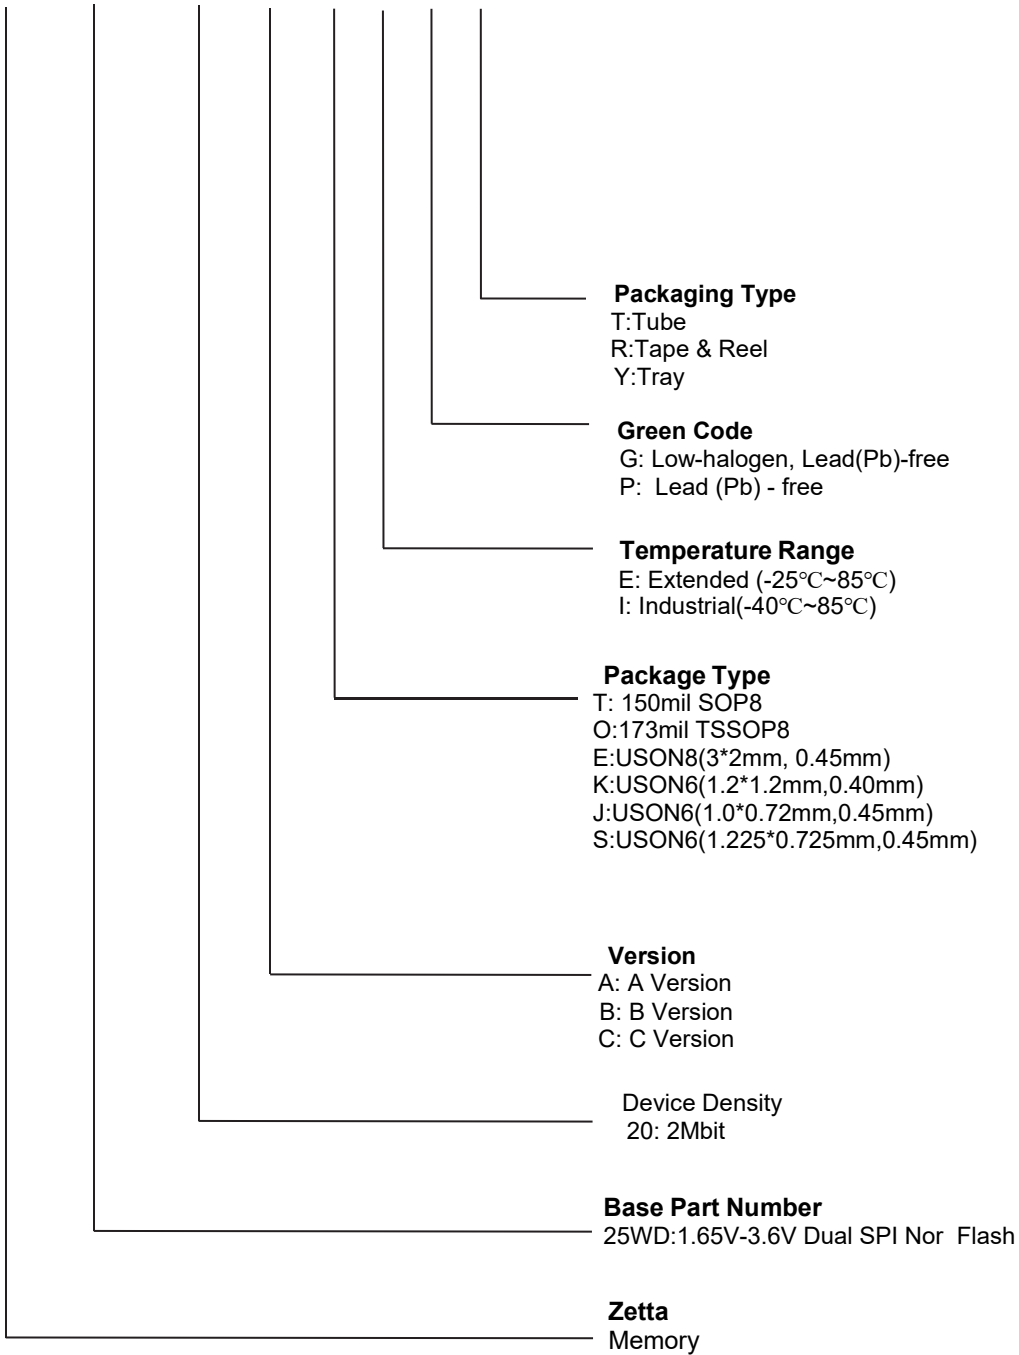 Packaging Type
T:Tube
R:Tape & Reel
Y:Tray
Green Code
G: Low-halogen, Lead(Pb)-free
P:  Lead (Pb) - free
Temperature Range
E: Extended (-25℃~85℃)
I: Industrial(-40℃~85℃)
Package Type
T: 150mil SOP8
O:173mil TSSOP8
E:USON8(3*2mm, 0.45mm)
K:USON6(1.2*1.2mm,0.40mm)
J:USON6(1.0*0.72mm,0.45mm)
S:USON6(1.225*0.725mm,0.45mm)
Version
A: A Version
B: B Version
C: C Version
Device Density
20: 2Mbit
Base Part Number
25WD:1.65V-3.6V Dual SPI Nor  Flash
Zetta
Memory